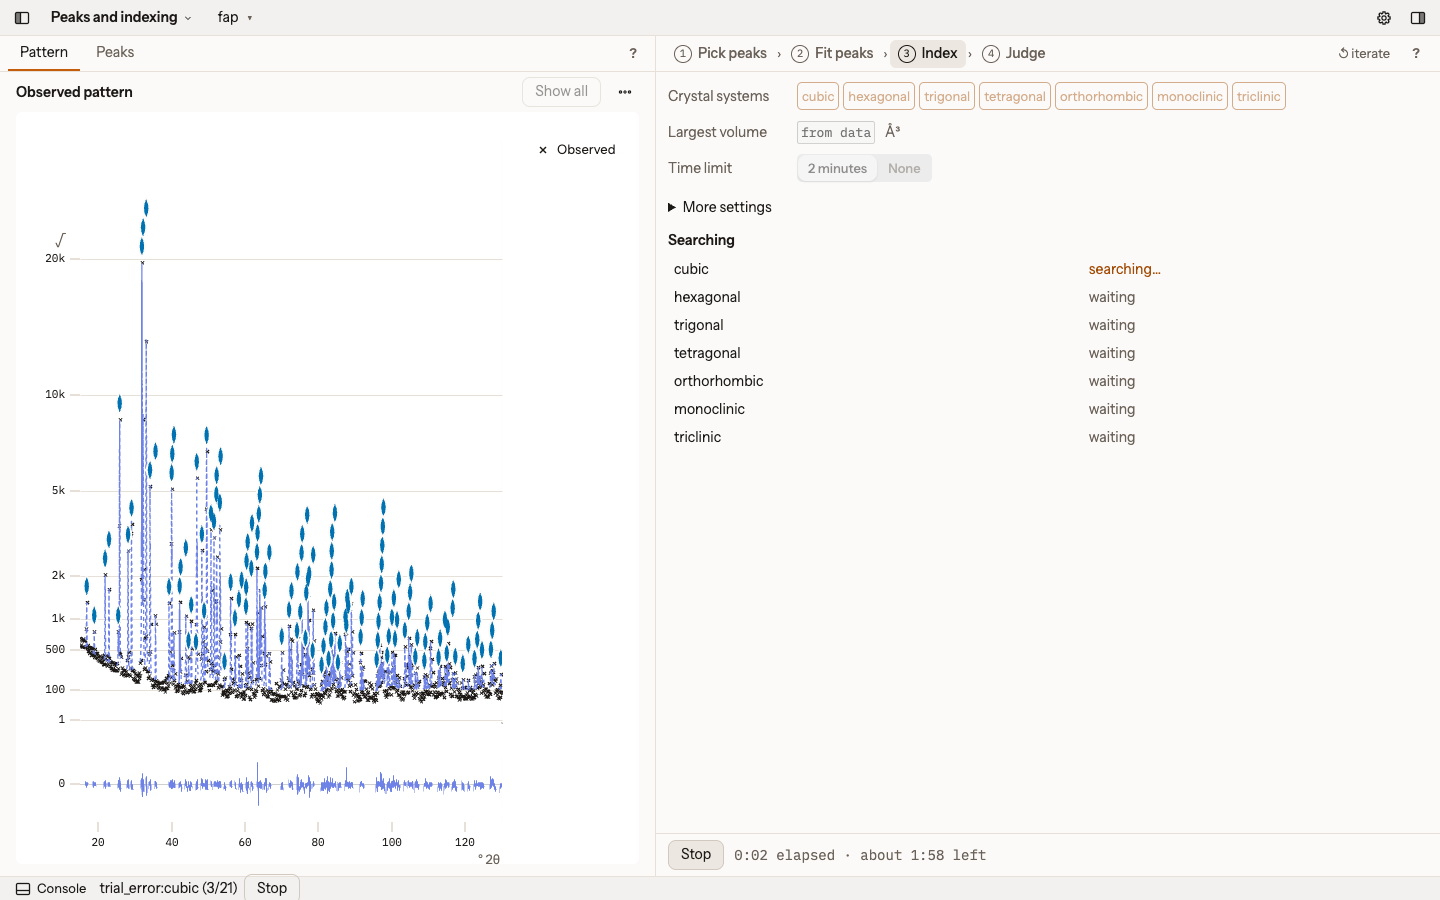 Peaks and indexing fap
Pattern Peaks ?
1 Pick peaks › 2 Fit peaks › 3 Index › 4 Judge iterate ?
Observed pattern Show all
Observed
√
20k
10k
5k
2k
1k
500
100
1
0
20 40 60 80 100 120
°2θ
Crystal systems cubic hexagonal trigonal tetragonal orthorhombic monoclinic triclinic
Largest volume from data Å³
Time limit 2 minutes None
More settings
Searching
cubic searching…
hexagonal waiting
trigonal waiting
tetragonal waiting
orthorhombic waiting
monoclinic waiting
triclinic waiting
Stop 0:02 elapsed · about 1:58 left
Console trial_error:cubic (3/21) Stop